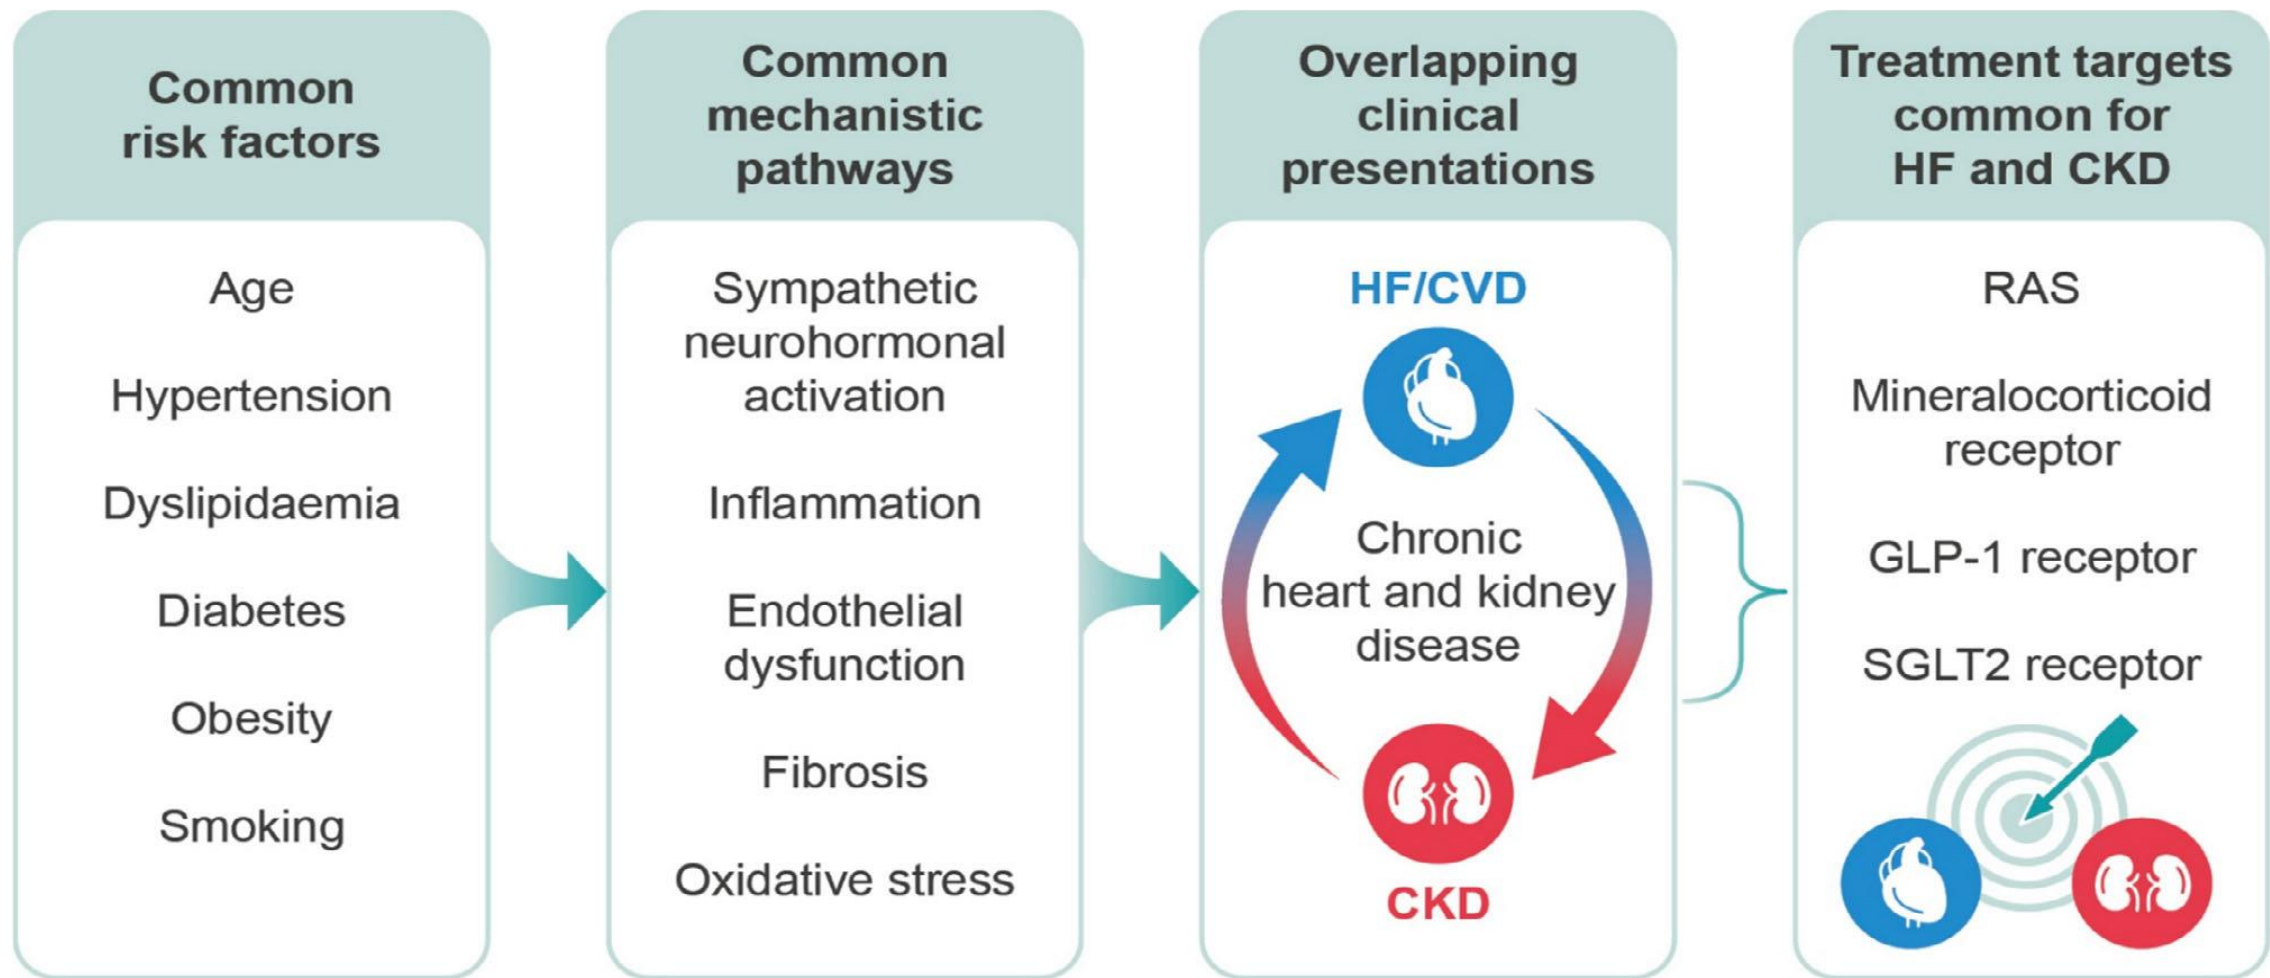 Common
risk factors
Age
Hypertension
Dyslipidaemia
Diabetes
Obesity
Smoking
Common
mechanistic
pathways
Sympathetic
neurohormonal
activation
Inflammation
Endothelial
dysfunction
Fibrosis
Oxidative stress
Overlapping
clinical
presentations
HF/CVD
Chronic
heart and kidney
disease
CKD
Treatment targets
common for
HF and CKD
RAS
Mineralocorticoid
receptor
GLP-1 receptor
SGLT2 receptor